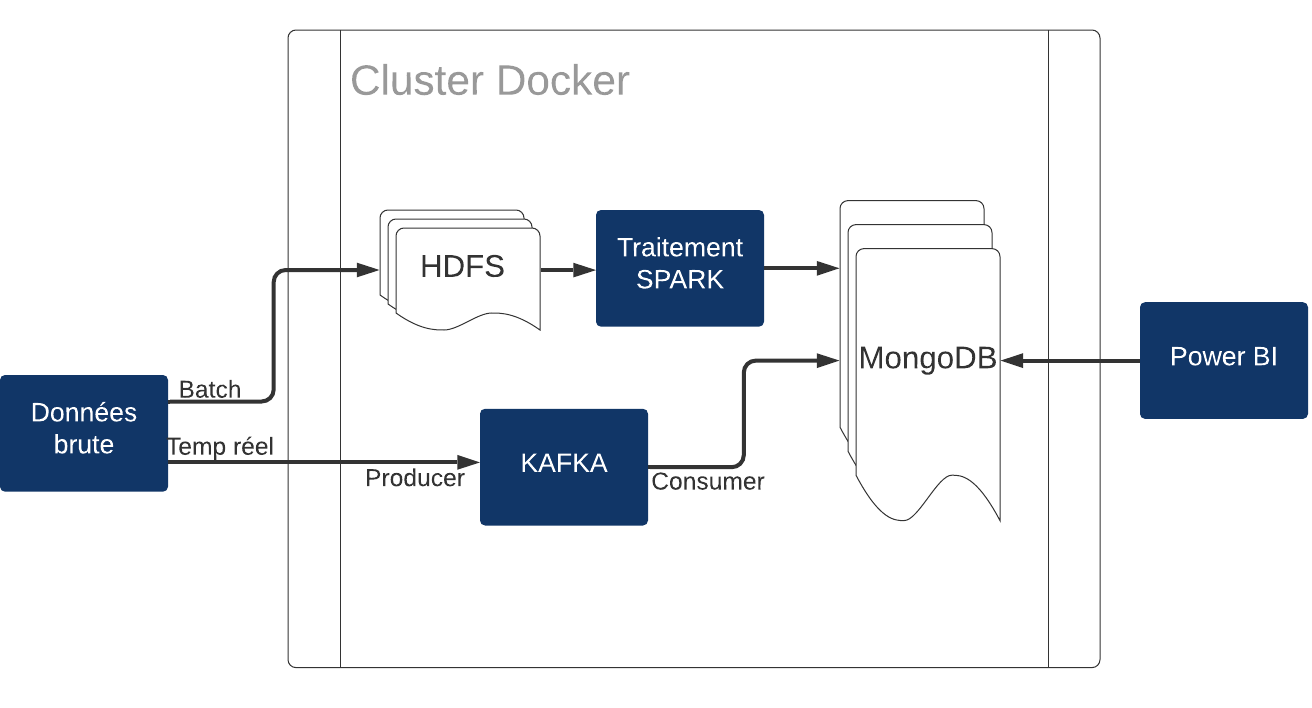 Cluster Docker
HDFS
Traitement
SPARK
MongoDB
Power BI
Batch
Données
brute
Temp réel
Producer
KAFKA
Consumer